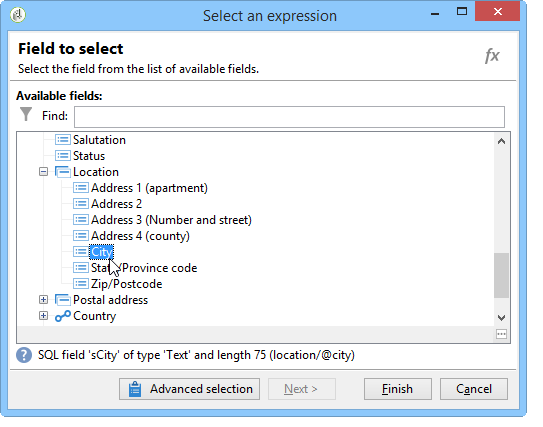 Select an expression
Field to select
Select the field from the list of available fields.
fx
Available fields:
Find:
Salutation
Status
Location
Address 1 (apartment)
Address 2
Address 3 (Number and street)
Address 4 (county)
City
State/Province code
Zip/Postcode
Postal address
Country
SQL field 'sCity' of type 'Text' and length 75 (location/@city)
Advanced selection Next > Finish Cancel